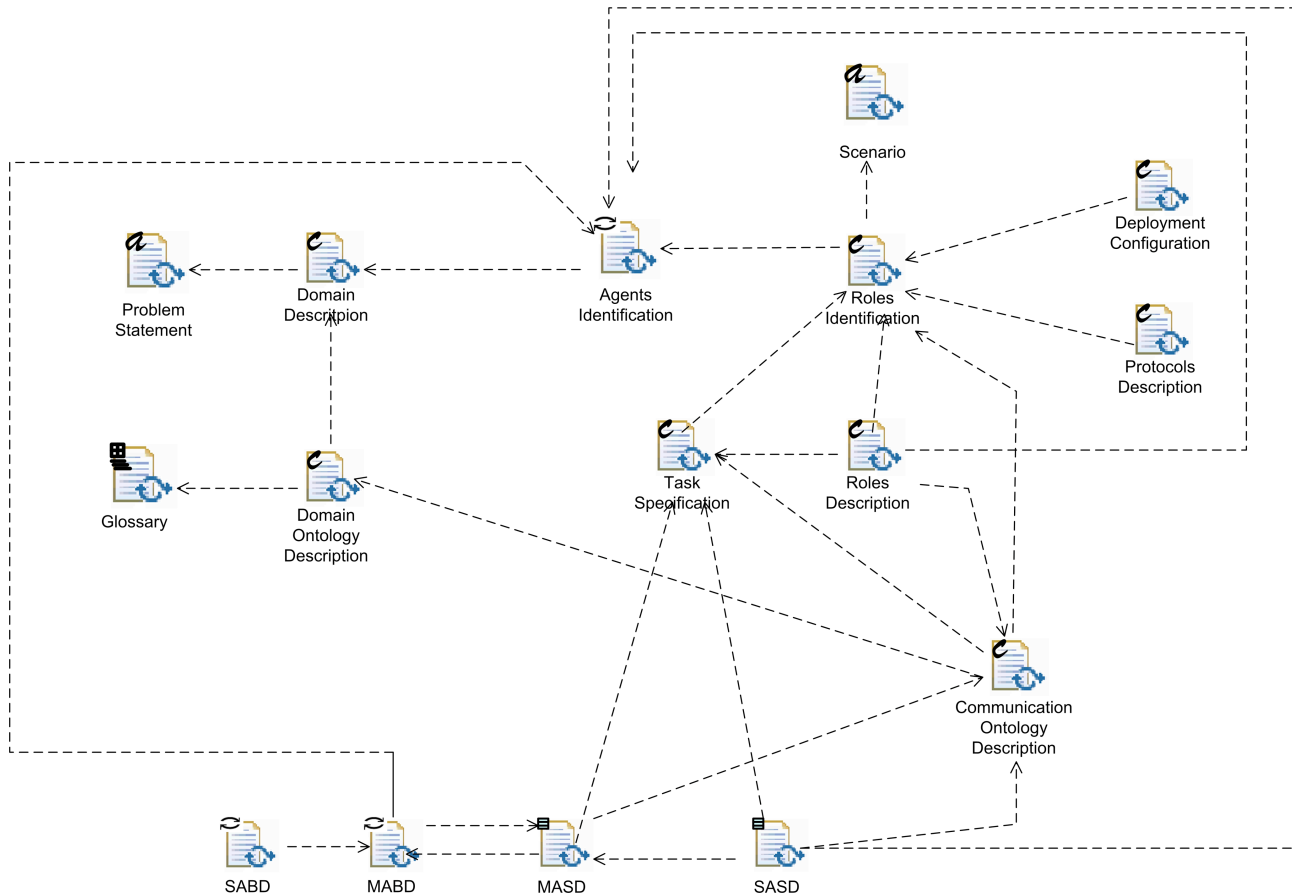 Scenario
Deployment
Configuration
Problem
Statement
Domain
Descritpion
Agents
Identification
Roles
Identification
Protocols
Description
Glossary
Domain
Ontology
Description
Task
Specification
Roles
Description
Communication
Ontology
Description
SABD
MABD
MASD
SASD